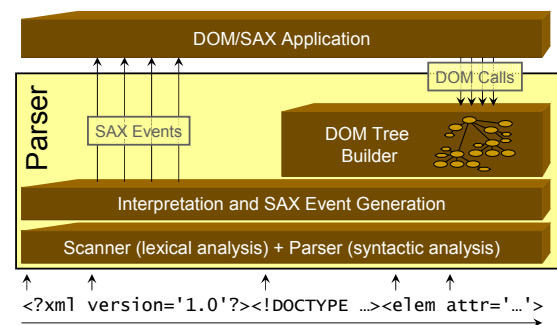 DOM/SAX Application
DOM Calls
SAX Events
Parser
DOM Tree
Builder
Interpretation and SAX Event Generation
Scanner (lexical analysis) + Parser (syntactic analysis)
<?xml version='1.0'?><!DOCTYPE …><elem attr='…'>